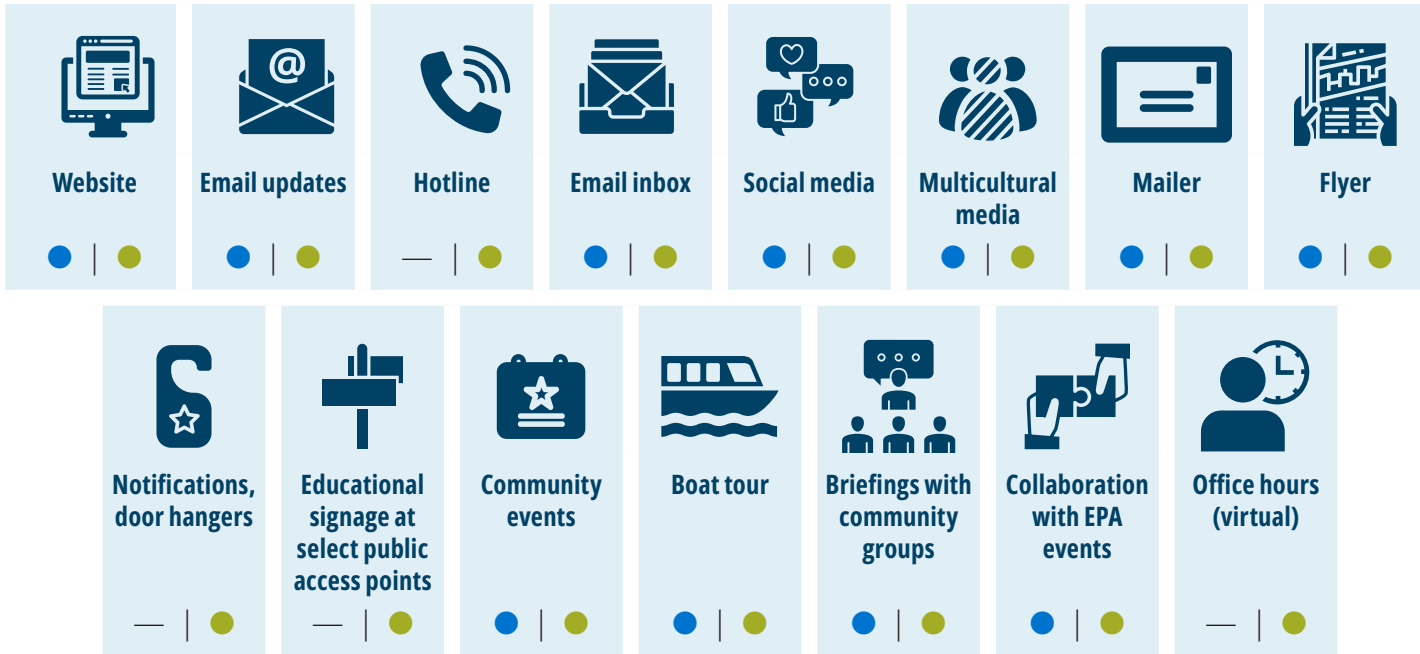 @
Website
Email updates
Hotline
Email inbox
Social media
Multicultural
media
Mailer
Flyer
Notifications,
door hangers
Educational
signage at
select public
access points
Community
events
Boat tour
Briefings with
community
groups
Collaboration
with EPA
events
Office hours
(virtual)